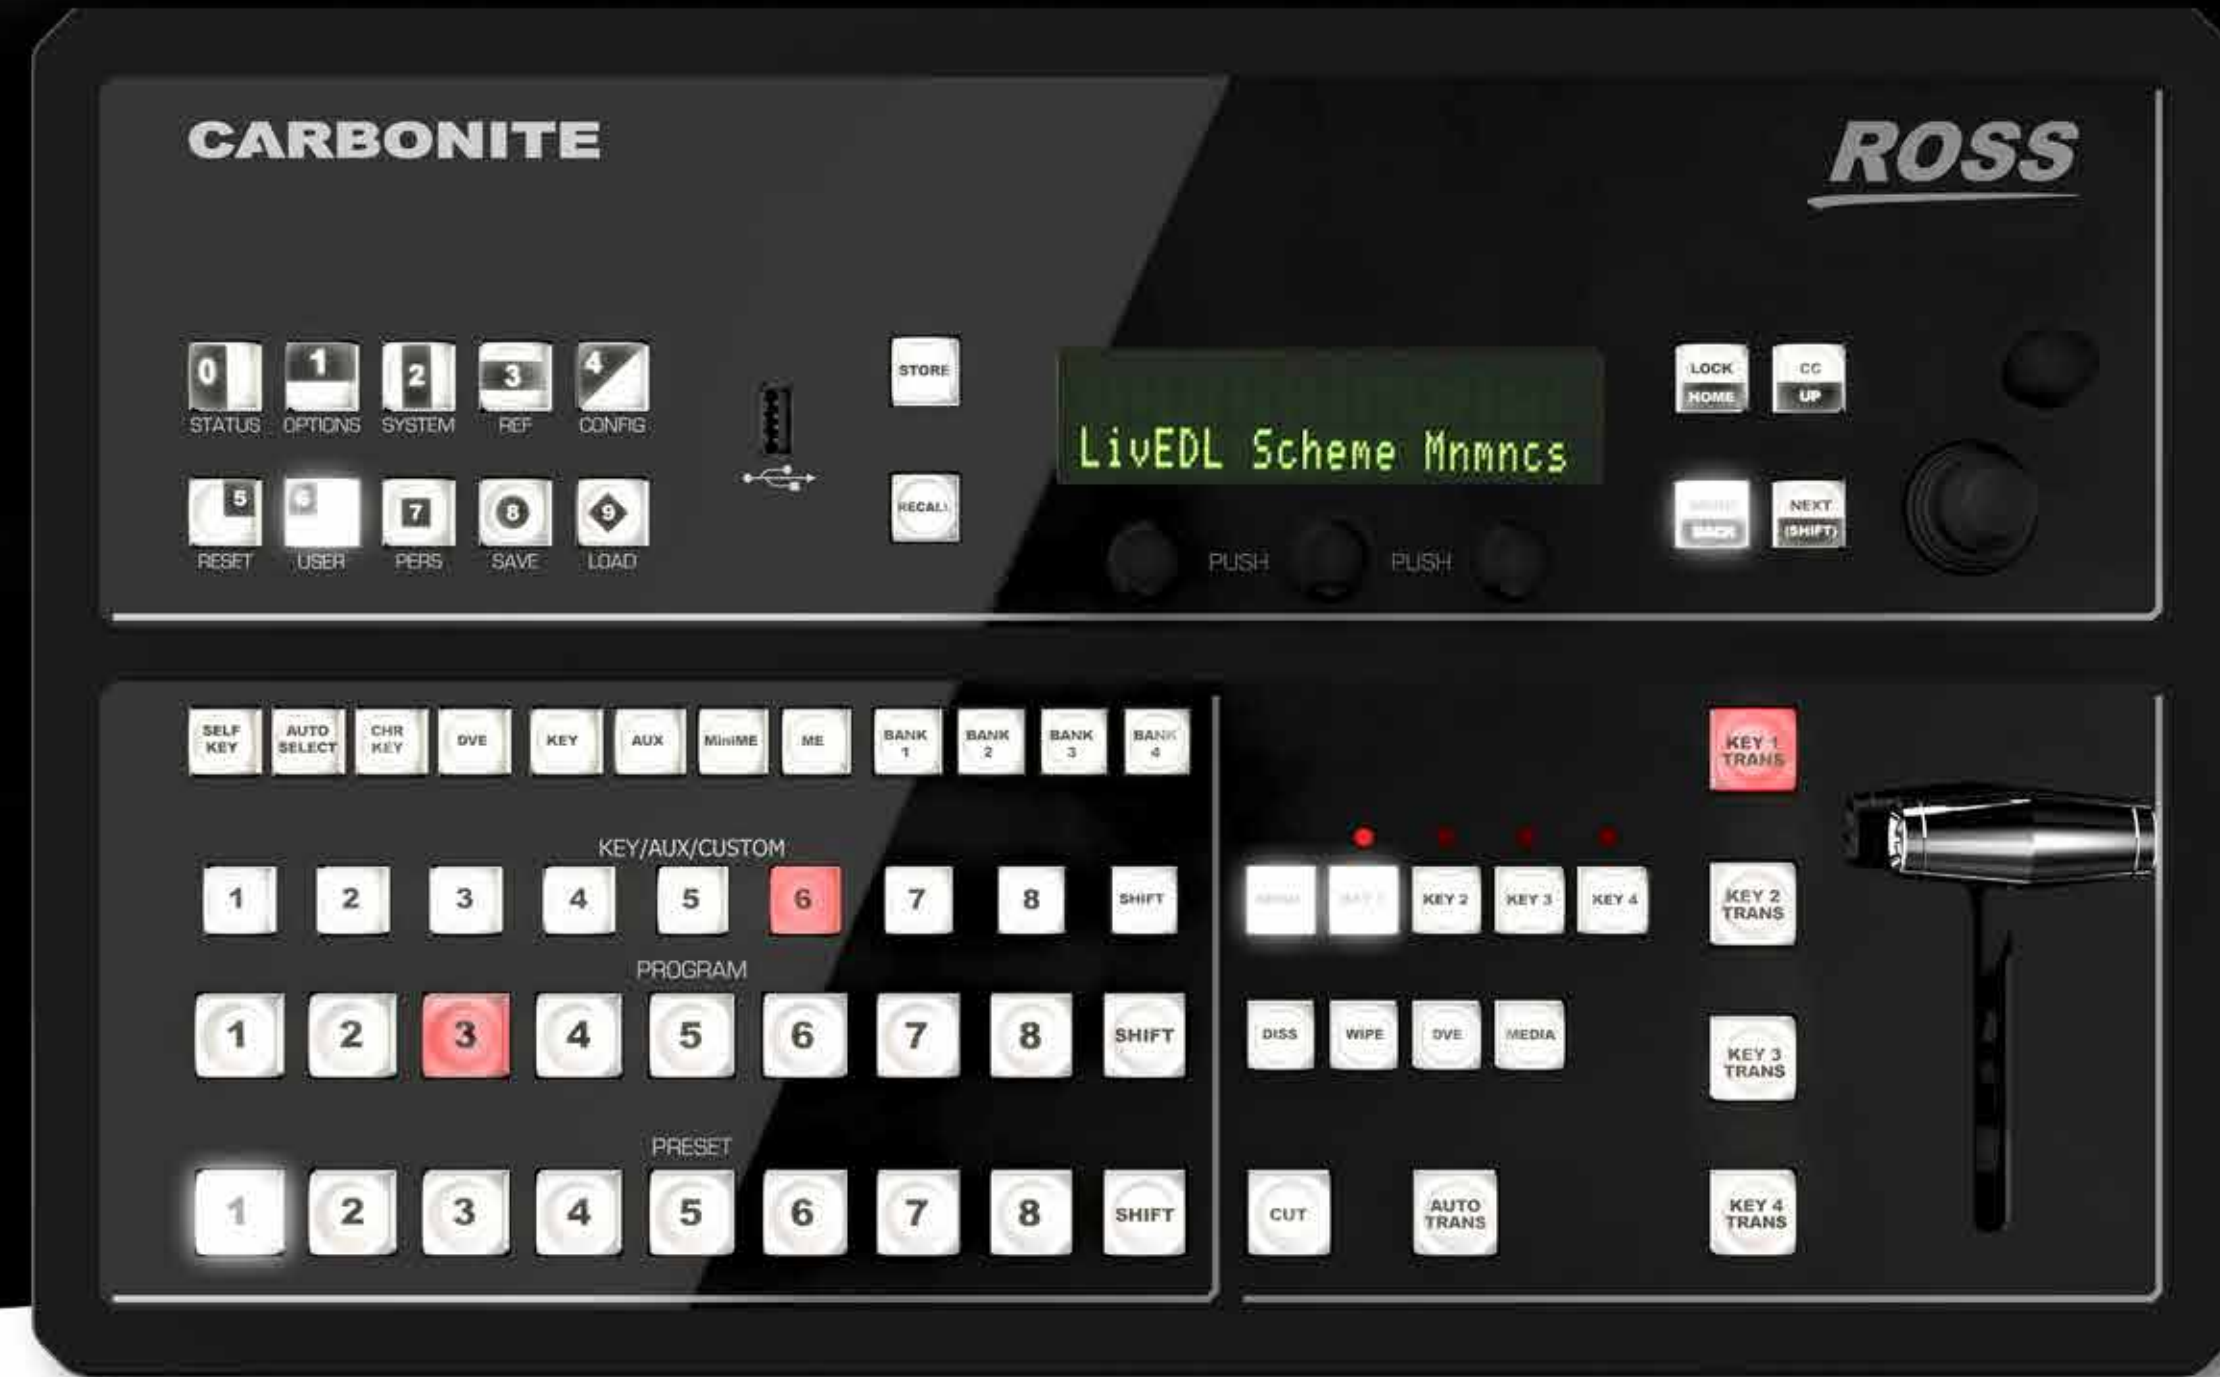 CARBONITE
ROSS
0 1 2 3 4
STATUS OPTIONS SYSTEM REF CONFIG
5 6 7 8 9
RESET USER PERS SAVE LOAD
STORE
RECALL
LivEDL Scheme Mnmncs
PUSH PUSH
LOCK HOME
CC UP
BACK
NEXT (SHIFT)
SELF KEY
AUTO SELECT
CHR KEY
DVE
KEY
AUX
MiniME
ME
BANK 1
BANK 2
BANK 3
BANK 4
KEY/AUX/CUSTOM
1 2 3 4 5 6 7 8 SHIFT
PROGRAM
1 2 3 4 5 6 7 8 SHIFT
PRESET
1 2 3 4 5 6 7 8 SHIFT
KEY 2 KEY 3 KEY 4
DISS WIPE DVE MEDIA
CUT
AUTO TRANS
KEY 1 TRANS
KEY 2 TRANS
KEY 3 TRANS
KEY 4 TRANS